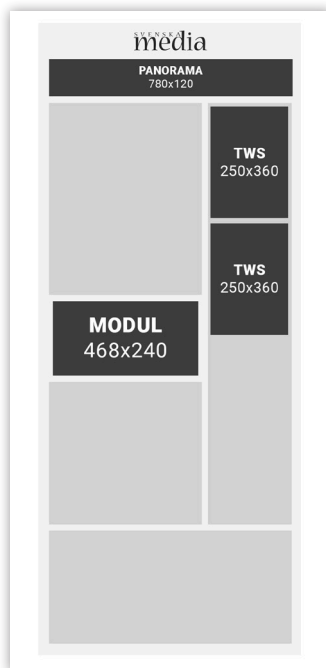 SVENSKA
media
PANORAMA
780x120
TWS
250x360
TWS
250x360
MODUL
468x240